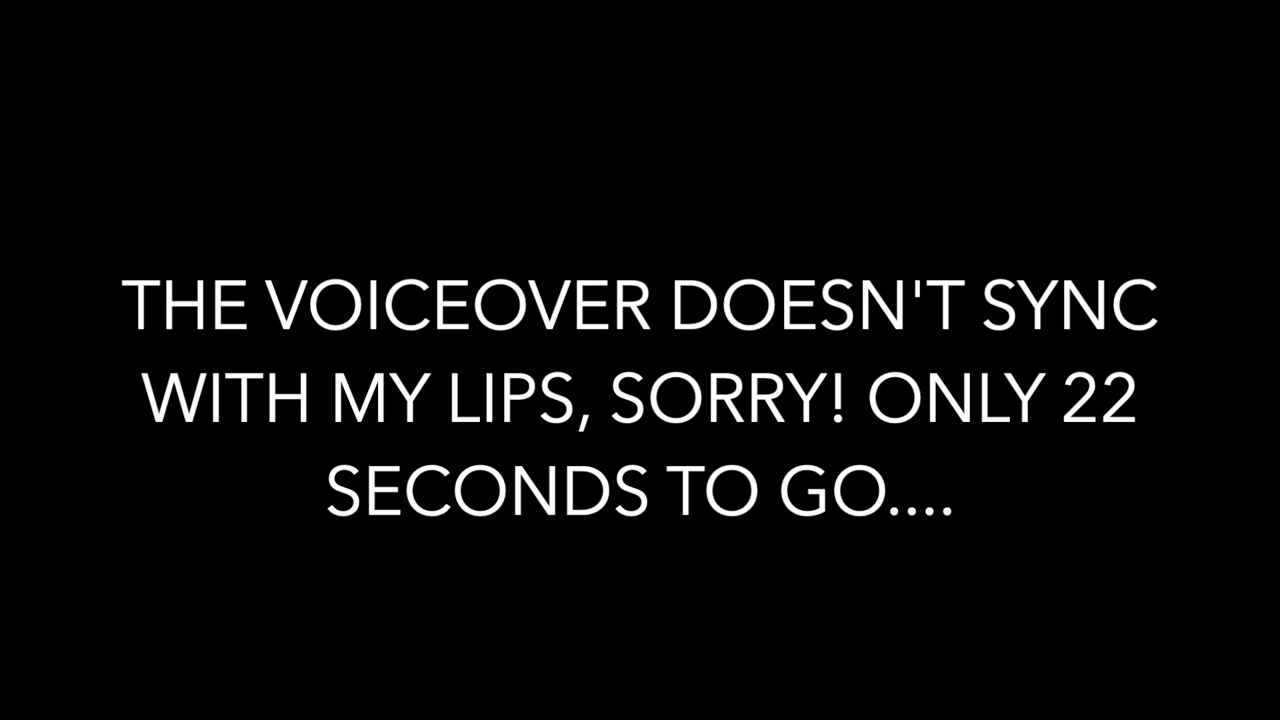 THE VOICEOVER DOESN'T SYNC
WITH MY LIPS, SORRY! ONLY 22
SECONDS TO GO....